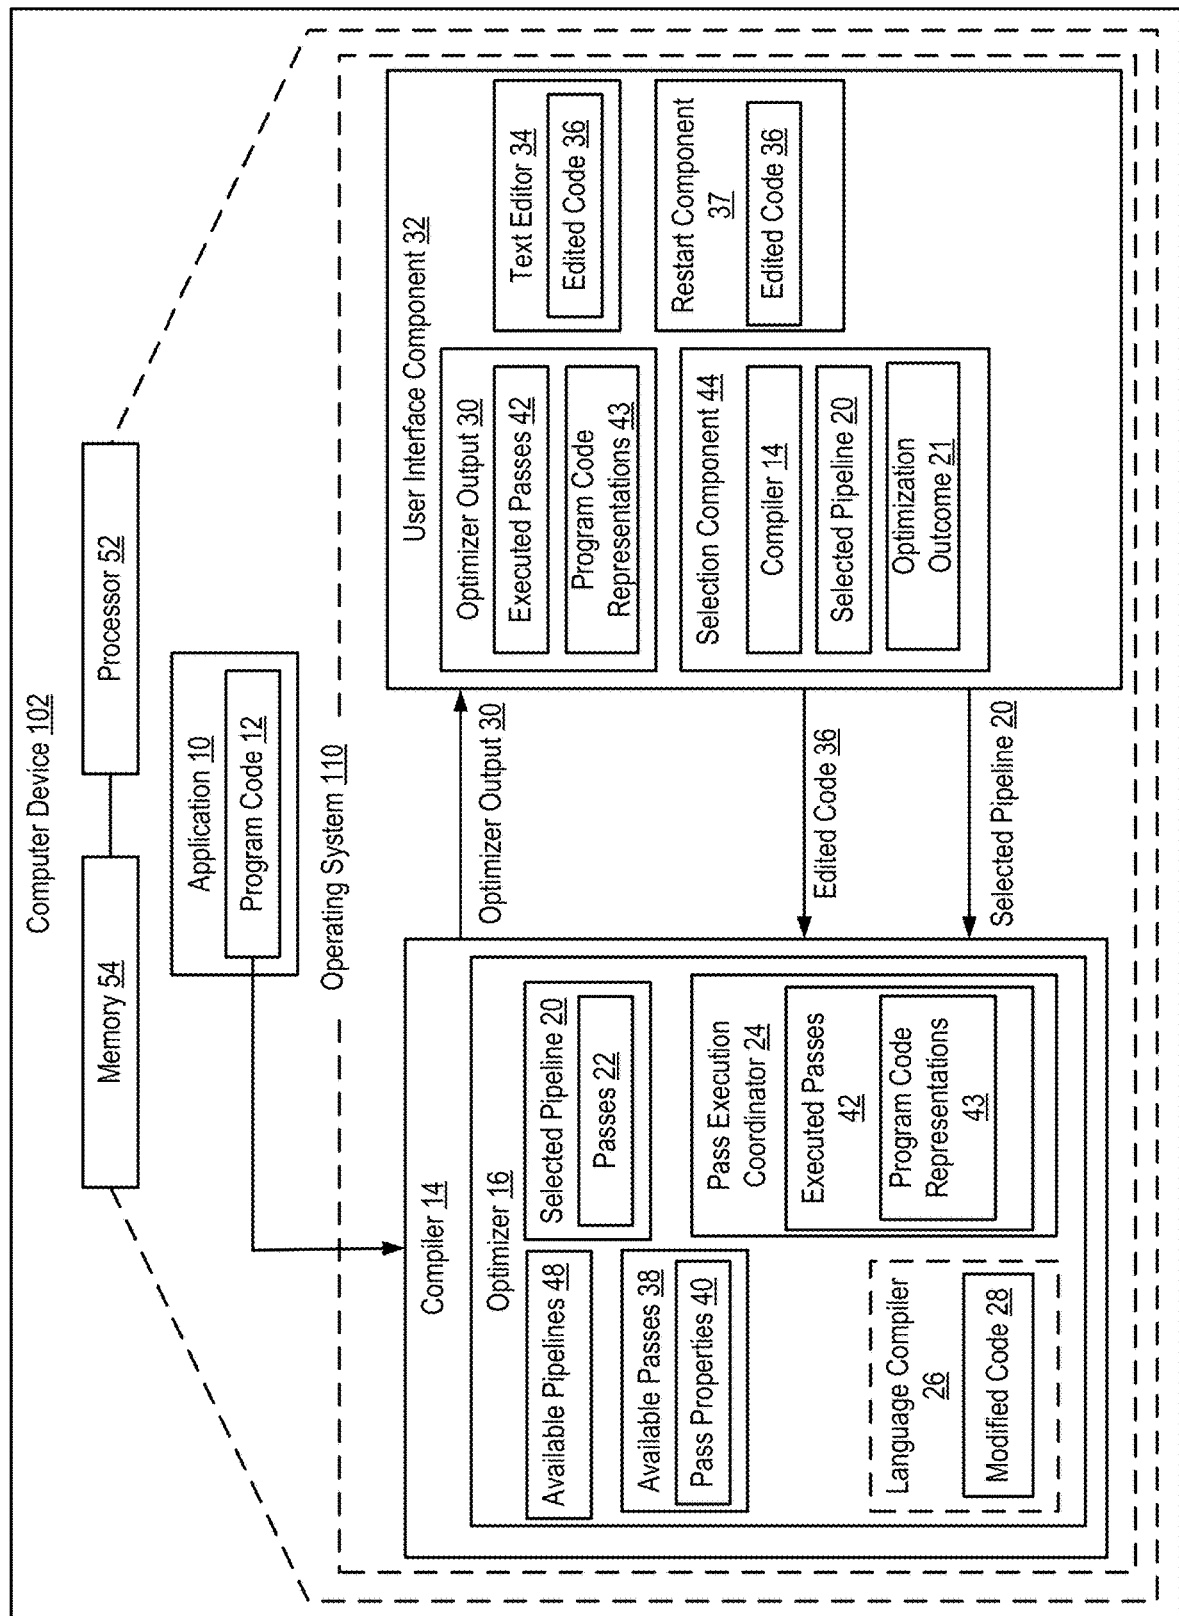 Computer Device 102
Memory 54
Processor 52
Application 10
Program Code 12
Operating System 110
Compiler 14
Optimizer 16
Available Pipelines 48
Selected Pipeline 20
Passes 22
Available Passes 38
Pass Properties 40
Pass Execution
Coordinator 24
Executed Passes
42
Program Code
Representations
43
Language Compiler
26
Modified Code 28
Optimizer Output 30
Edited Code 36
Selected Pipeline 20
User Interface Component 32
Optimizer Output 30
Executed Passes 42
Program Code
Representations 43
Text Editor 34
Edited Code 36
Selection Component 44
Compiler 14
Selected Pipeline 20
Optimization
Outcome 21
Restart Component
37
Edited Code 36